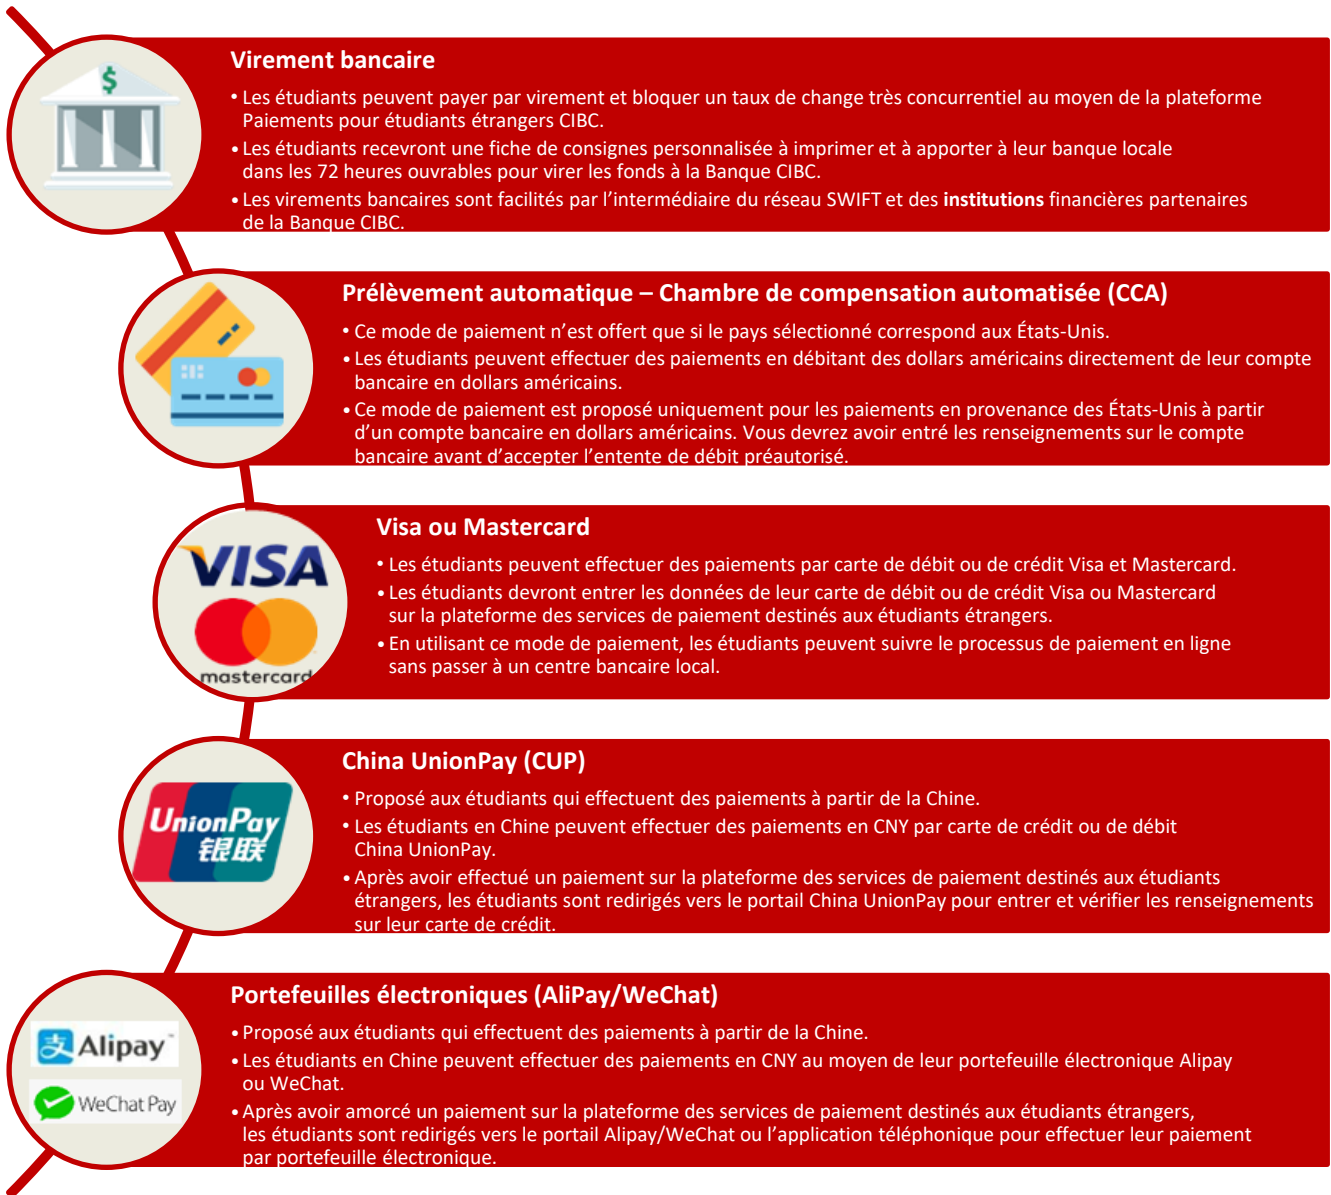 Virement bancaire
• Les étudiants peuvent payer par virement et bloquer un taux de change très concurrentiel au moyen de la plateforme
Paiements pour étudiants étrangers CIBC.
• Les étudiants recevront une fiche de consignes personnalisée à imprimer et à apporter à leur banque locale
dans les 72 heures ouvrables pour virer les fonds à la Banque CIBC.
• Les virements bancaires sont facilités par l’intermédiaire du réseau SWIFT et des institutions financières partenaires
de la Banque CIBC.
$
Prélèvement automatique – Chambre de compensation automatisée (CCA)
• Ce mode de paiement n’est offert que si le pays sélectionné correspond aux États-Unis.
• Les étudiants peuvent effectuer des paiements en débitant des dollars américains directement de leur compte
bancaire en dollars américains.
• Ce mode de paiement est proposé uniquement pour les paiements en provenance des États-Unis à partir
d’un compte bancaire en dollars américains. Vous devrez avoir entré les renseignements sur le compte
bancaire avant d’accepter l’entente de débit préautorisé.
VISA
mastercard
Visa ou Mastercard
• Les étudiants peuvent effectuer des paiements par carte de débit ou de crédit Visa et Mastercard.
• Les étudiants devront entrer les données de leur carte de débit ou de crédit Visa ou Mastercard
sur la plateforme des services de paiement destinés aux étudiants étrangers.
• En utilisant ce mode de paiement, les étudiants peuvent suivre le processus de paiement en ligne
sans passer à un centre bancaire local.
UnionPay
银联
China UnionPay (CUP)
• Proposé aux étudiants qui effectuent des paiements à partir de la Chine.
• Les étudiants en Chine peuvent effectuer des paiements en CNY par carte de crédit ou de débit
China UnionPay.
• Après avoir effectué un paiement sur la plateforme des services de paiement destinés aux étudiants
étrangers, les étudiants sont redirigés vers le portail China UnionPay pour entrer et vérifier les renseignements
sur leur carte de crédit.
支 Alipay
WeChat Pay
Portefeuilles électroniques (AliPay/WeChat)
• Proposé aux étudiants qui effectuent des paiements à partir de la Chine.
• Les étudiants en Chine peuvent effectuer des paiements en CNY au moyen de leur portefeuille électronique Alipay
ou WeChat.
• Après avoir amorcé un paiement sur la plateforme des services de paiement destinés aux étudiants étrangers,
les étudiants sont redirigés vers le portail Alipay/WeChat ou l’application téléphonique pour effectuer leur paiement
par portefeuille électronique.